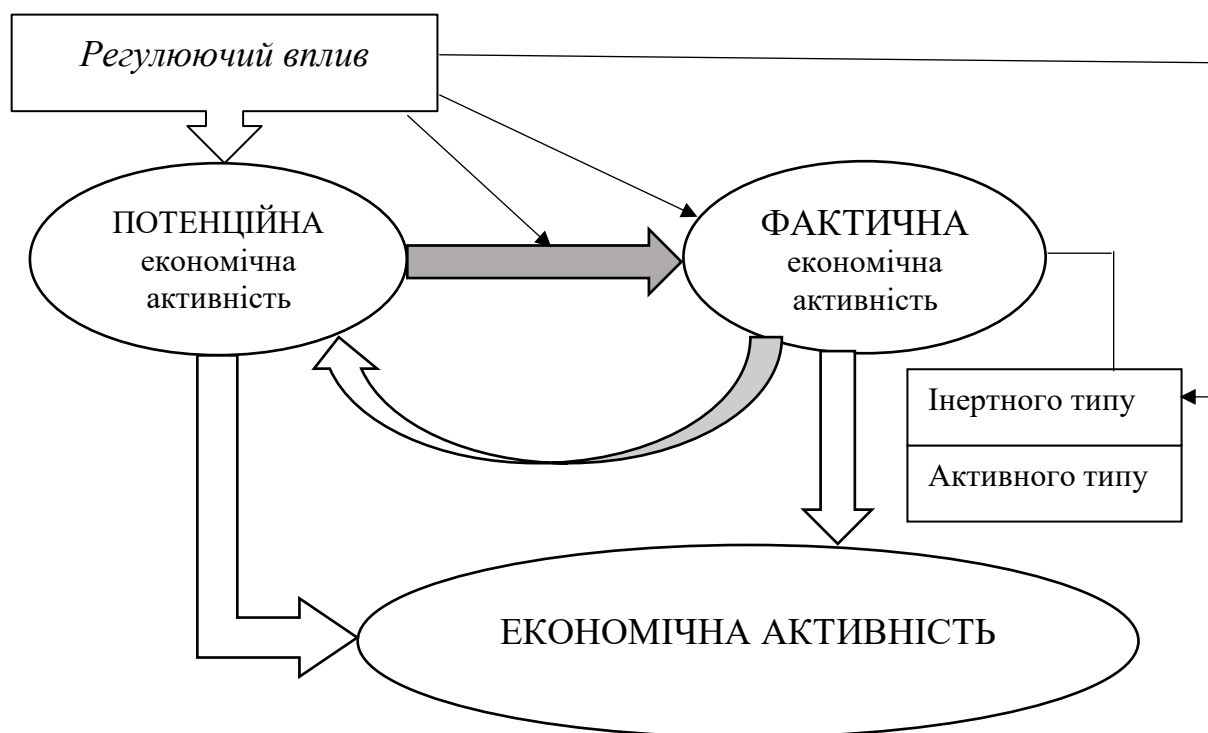 Регулюючий вплив
ПОТЕНЦІЙНА
економічна
активність
ФАКТИЧНА
економічна
активність
Інертного типу
Активного типу
ЕКОНОМІЧНА АКТИВНІСТЬ